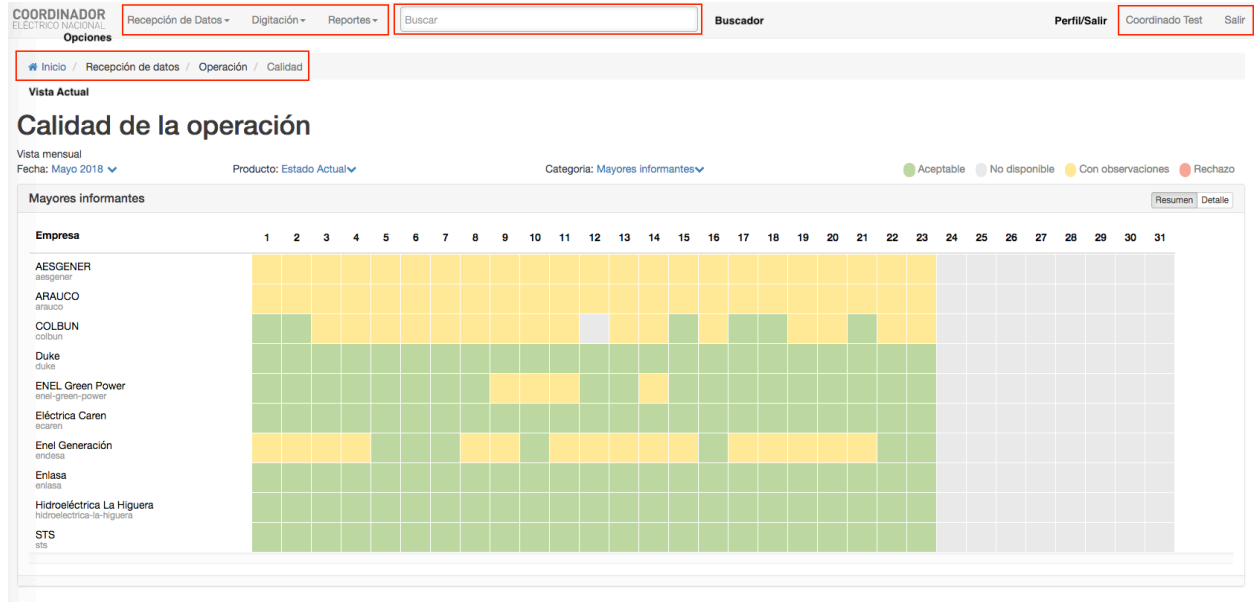 COORDINADOR
ELÉCTRICO NACIONAL
Opciones
Recepción de Datos Digitación Reportes Buscar Buscador Perfil/Salir Coordinado Test Salir
Inicio / Recepción de datos / Operación / Calidad
Vista Actual
Calidad de la operación
Vista mensual
Fecha: Mayo 2018 Producto: Estado Actual Categoria: Mayores informantes Aceptable No disponible Con observaciones Rechazo
Mayores informantes Resumen Detalle
Empresa 1 2 3 4 5 6 7 8 9 10 11 12 13 14 15 16 17 18 19 20 21 22 23 24 25 26 27 28 29 30 31
AESGENER
aesgener
ARAUCO
arauco
COLBUN
colbun
Duke
duke
ENEL Green Power
enel-green-power
Eléctrica Caren
ecaren
Enel Generación
endesa
Enlasa
enlasa
Hidroeléctrica La Higuera
hidroelectrica-la-higuera
STS
sts